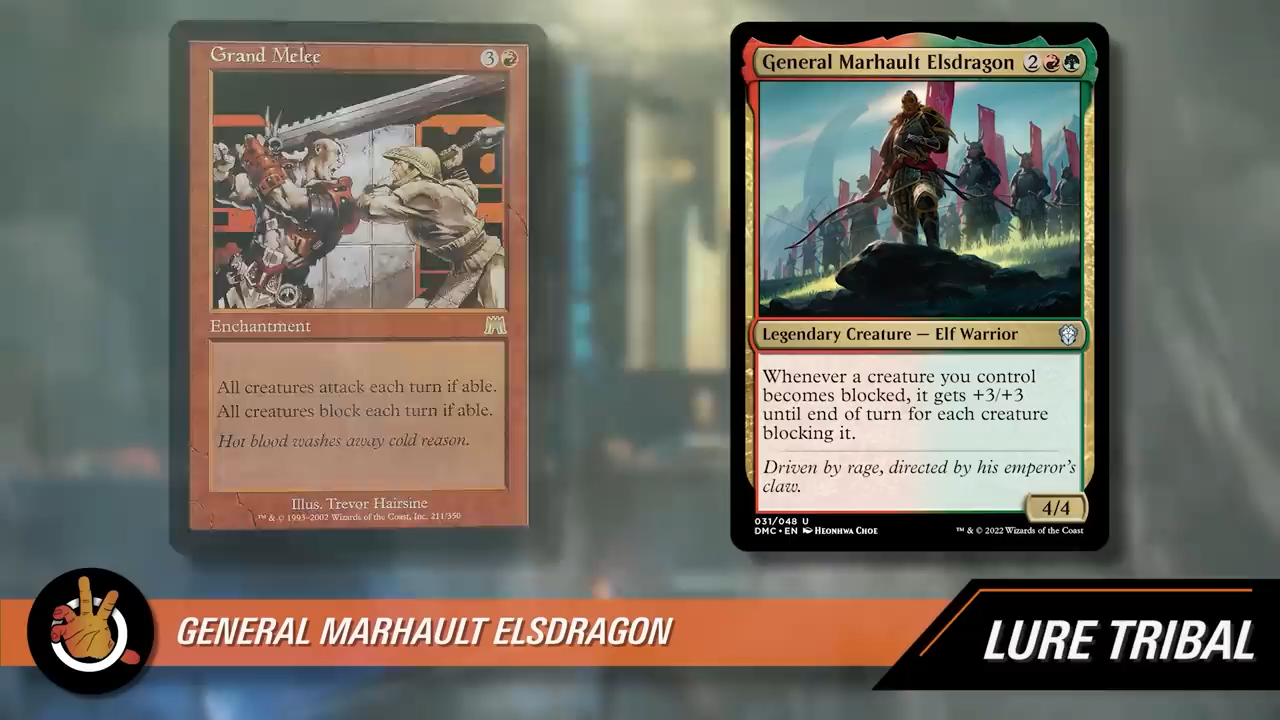 Grand Melee 3
Enchantment
All creatures attack each turn if able.
All creatures block each turn if able.
Hot blood washes away cold reason.
Illus. Trevor Hairsine
™ & © 1993–2002 Wizards of the Coast, Inc. 211/350
General Marhault Elsdragon 2
Legendary Creature — Elf Warrior
Whenever a creature you control
becomes blocked, it gets +3/+3
until end of turn for each creature
blocking it.
Driven by rage, directed by his emperor's
claw.
4/4
031/048 U
DMC • EN Heonhwa Choe
™ & © 2022 Wizards of the Coast
GENERAL MARHAULT ELSDRAGON
LURE TRIBAL